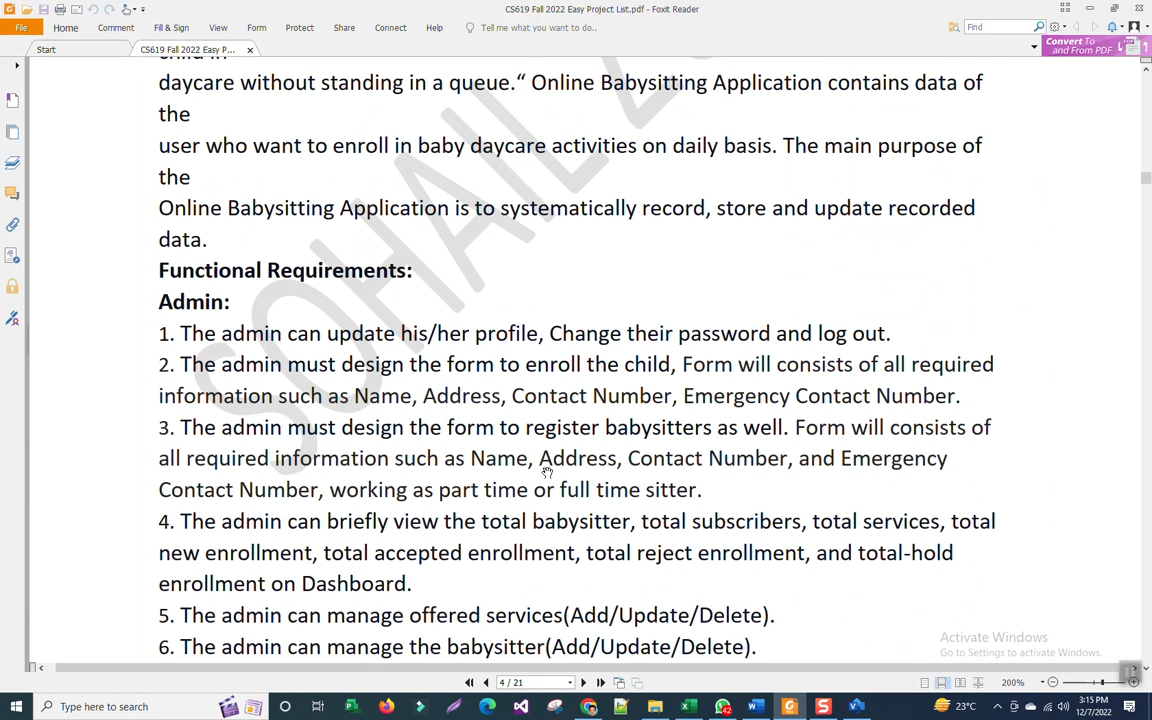 CS619 Fall 2022 Easy Project List.pdf - Foxit Reader
File Home Comment Fill & Sign View Form Protect Share Connect Help Tell me what you want to do.. Find
Convert To
and From PDF
Start CS619 Fall 2022 Easy P...
child in
daycare without standing in a queue.“ Online Babysitting Application contains data of
the
user who want to enroll in baby daycare activities on daily basis. The main purpose of
the
Online Babysitting Application is to systematically record, store and update recorded
data.
Functional Requirements:
Admin:
1. The admin can update his/her profile, Change their password and log out.
2. The admin must design the form to enroll the child, Form will consists of all required
information such as Name, Address, Contact Number, Emergency Contact Number.
3. The admin must design the form to register babysitters as well. Form will consists of
all required information such as Name, Address, Contact Number, and Emergency
Contact Number, working as part time or full time sitter.
4. The admin can briefly view the total babysitter, total subscribers, total services, total
new enrollment, total accepted enrollment, total reject enrollment, and total-hold
enrollment on Dashboard.
5. The admin can manage offered services(Add/Update/Delete).
6. The admin can manage the babysitter(Add/Update/Delete).
SOHAIL
Activate Windows
Go to Settings to activate Windows.
4 / 21 200%
Type here to search 42 23°C 3:15 PM
12/7/2022